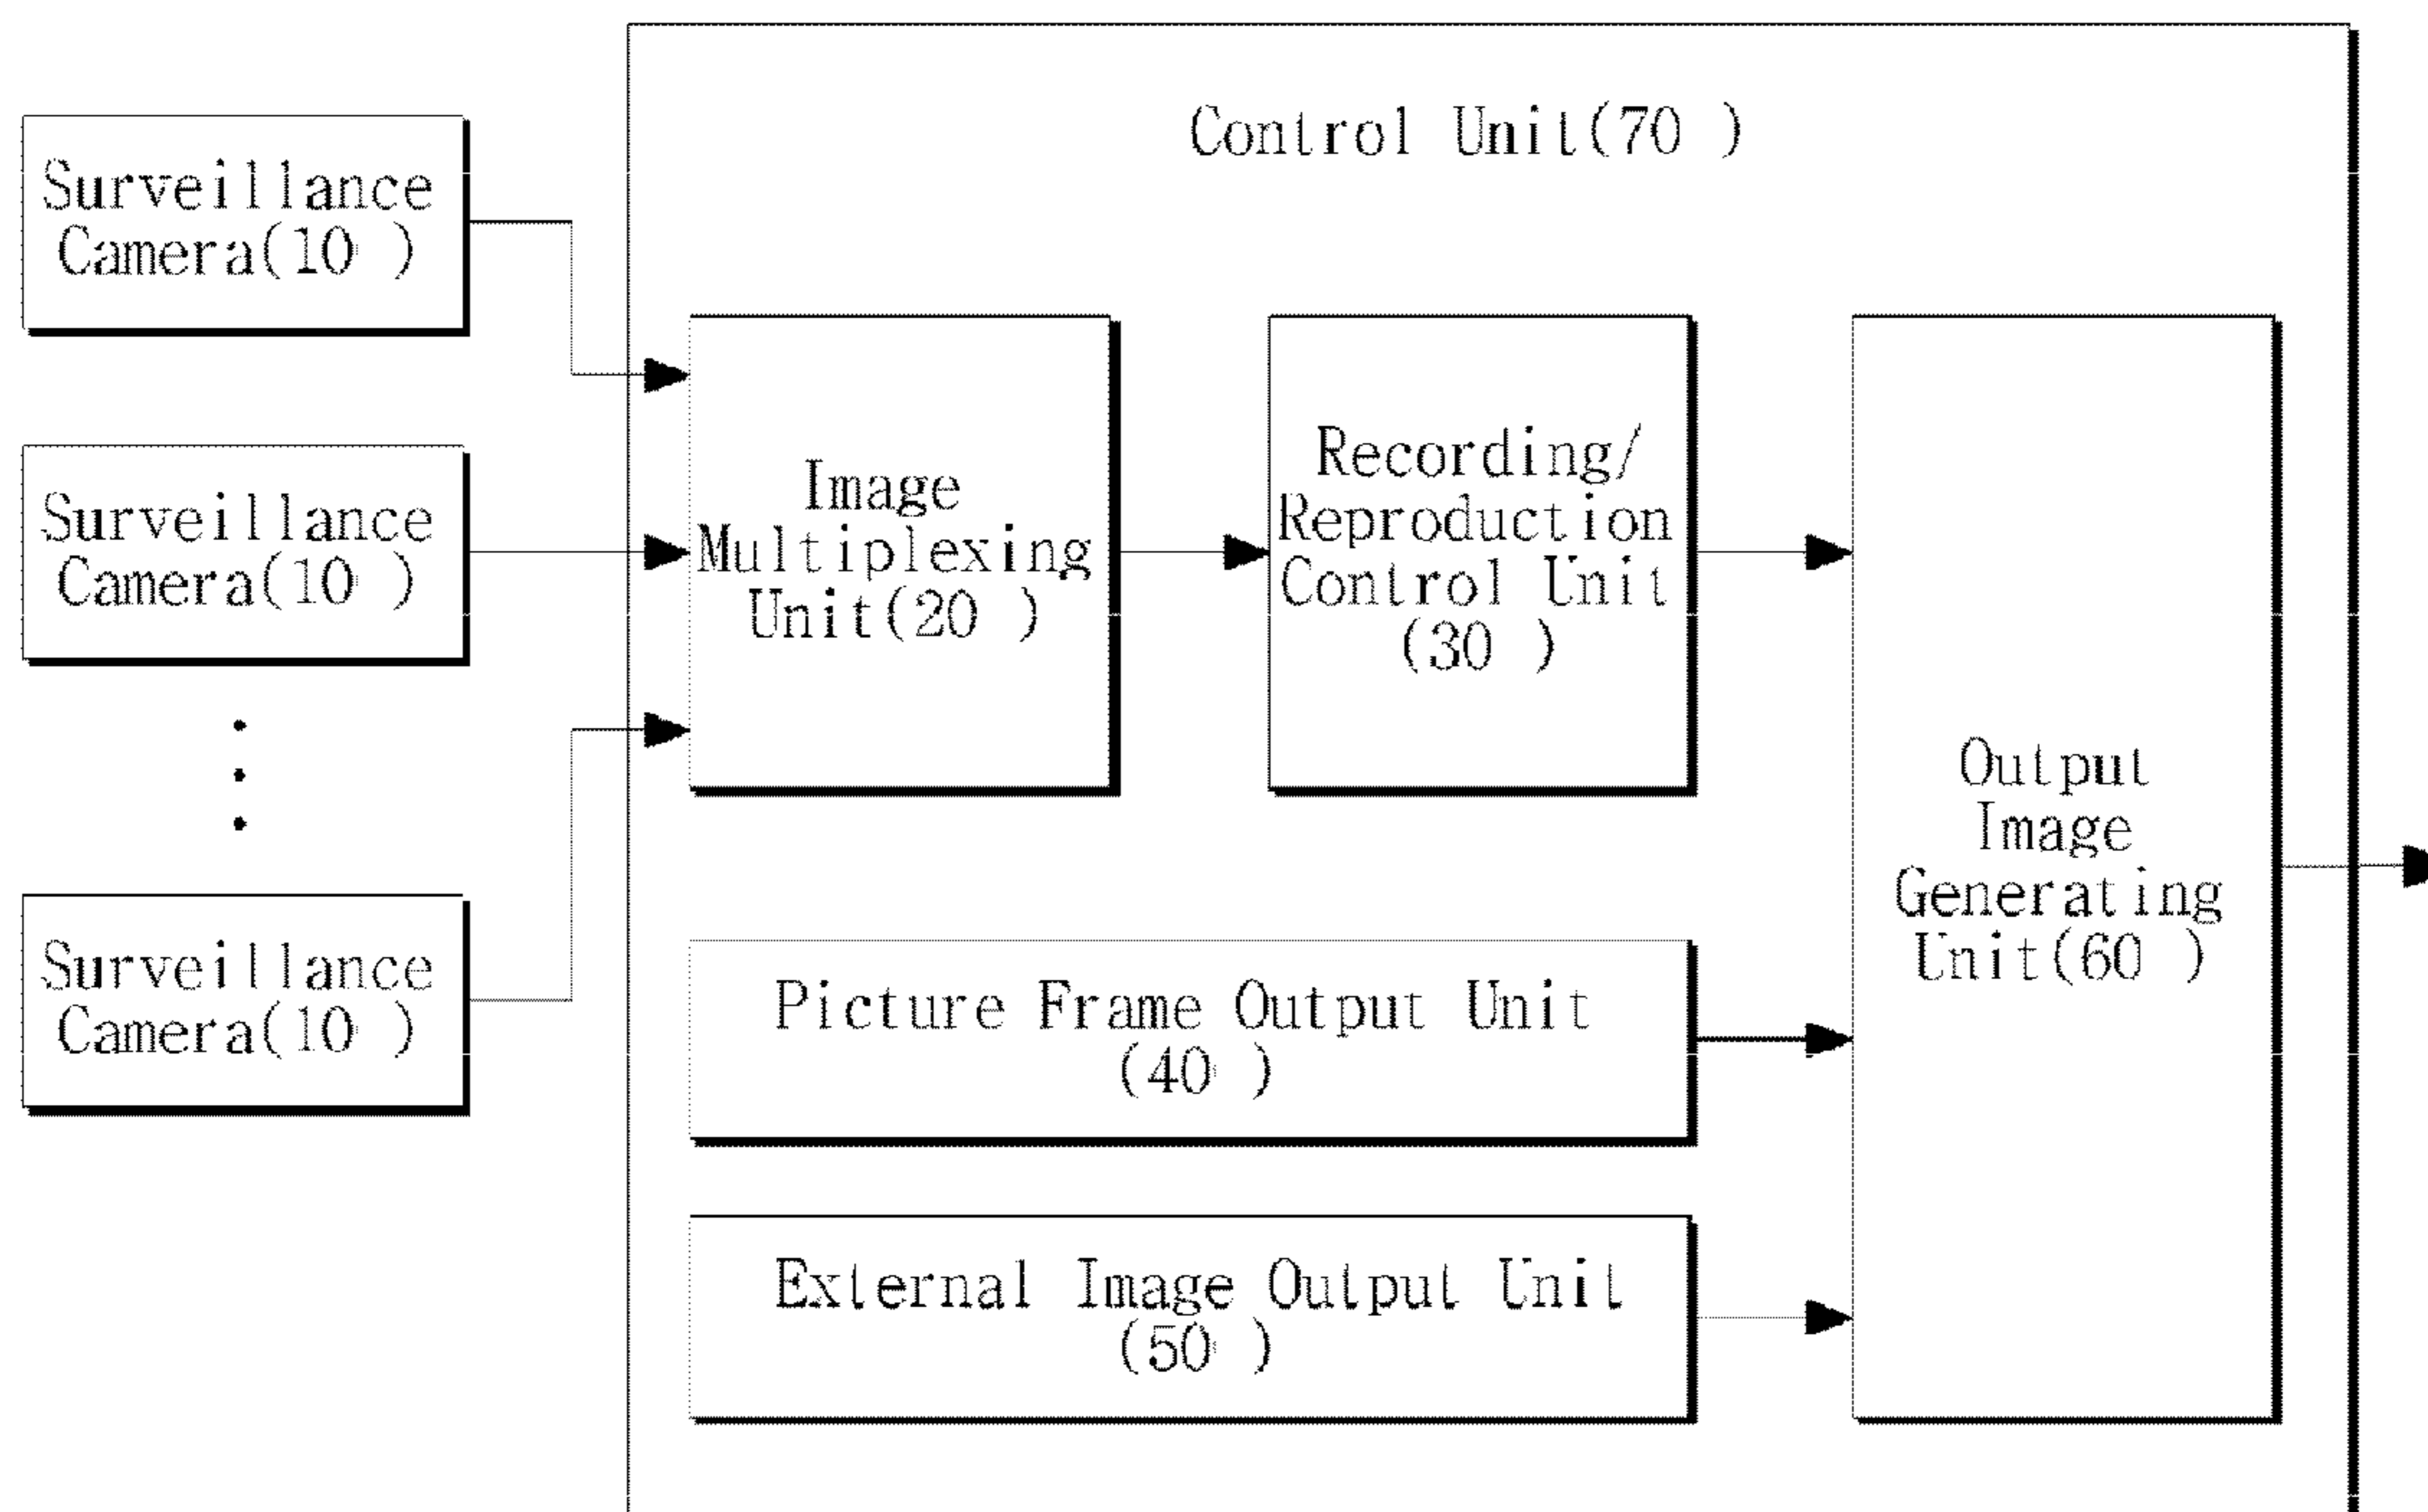 Control Unit(70 )
Surveillance
Camera(10 )
Surveillance
Camera(10 )
Surveillance
Camera(10 )
Image
Multiplexing
Unit(20 )
Recording/
Reproduction
Control Unit
(30 )
Picture Frame Output Unit
(40 )
External Image Output Unit
(50 )
Output
Image
Generating
Unit(60 )